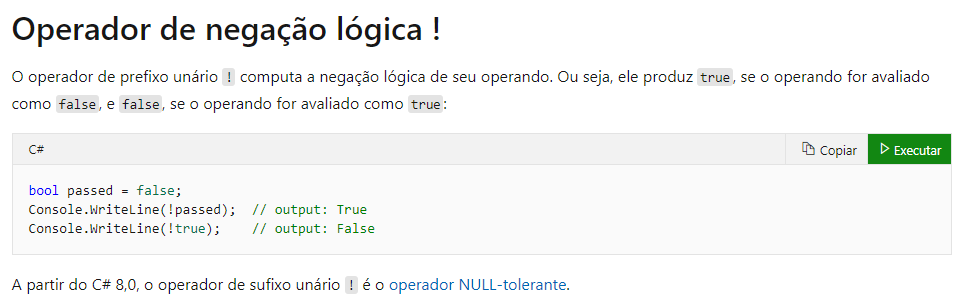 Operador de negação lógica !
O operador de prefixo unário ! computa a negação lógica de seu operando. Ou seja, ele produz true, se o operando for avaliado
como false, e false, se o operando for avaliado como true:
C#
Copiar
Executar
bool passed = false;
Console.WriteLine(!passed);  // output: True
Console.WriteLine(!true);    // output: False
A partir do C# 8,0, o operador de sufixo unário ! é o operador NULL-tolerante.